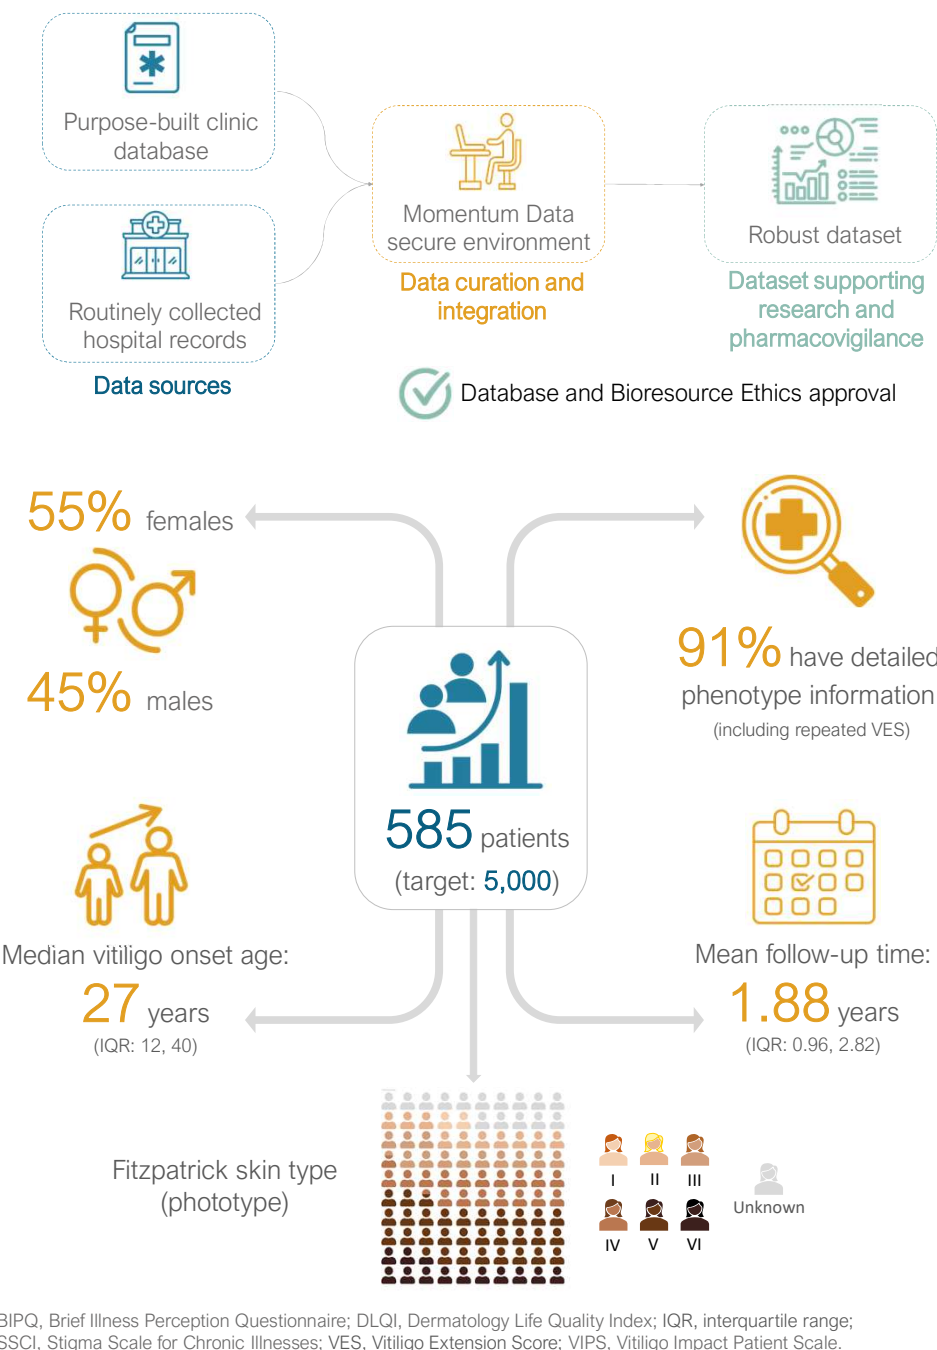 Purpose-built clinic
database
Routinely collected
hospital records
Data sources
Momentum Data
secure environment
Data curation and
integration
Robust dataset
Dataset supporting
research and
pharmacovigilance
Database and Bioresource Ethics approval
55% females
45% males
91% have detailed
phenotype information
(including repeated VES)
585 patients
(target: 5,000)
Median vitiligo onset age:
27 years
(IQR: 12, 40)
Mean follow-up time:
1.88 years
(IQR: 0.96, 2.82)
Fitzpatrick skin type
(phototype)
I II III
IV V VI
Unknown
BIPQ, Brief Illness Perception Questionnaire; DLQI, Dermatology Life Quality Index; IQR, interquartile range;
SSCI, Stigma Scale for Chronic Illnesses; VES, Vitiligo Extension Score; VIPS, Vitiligo Impact Patient Scale.